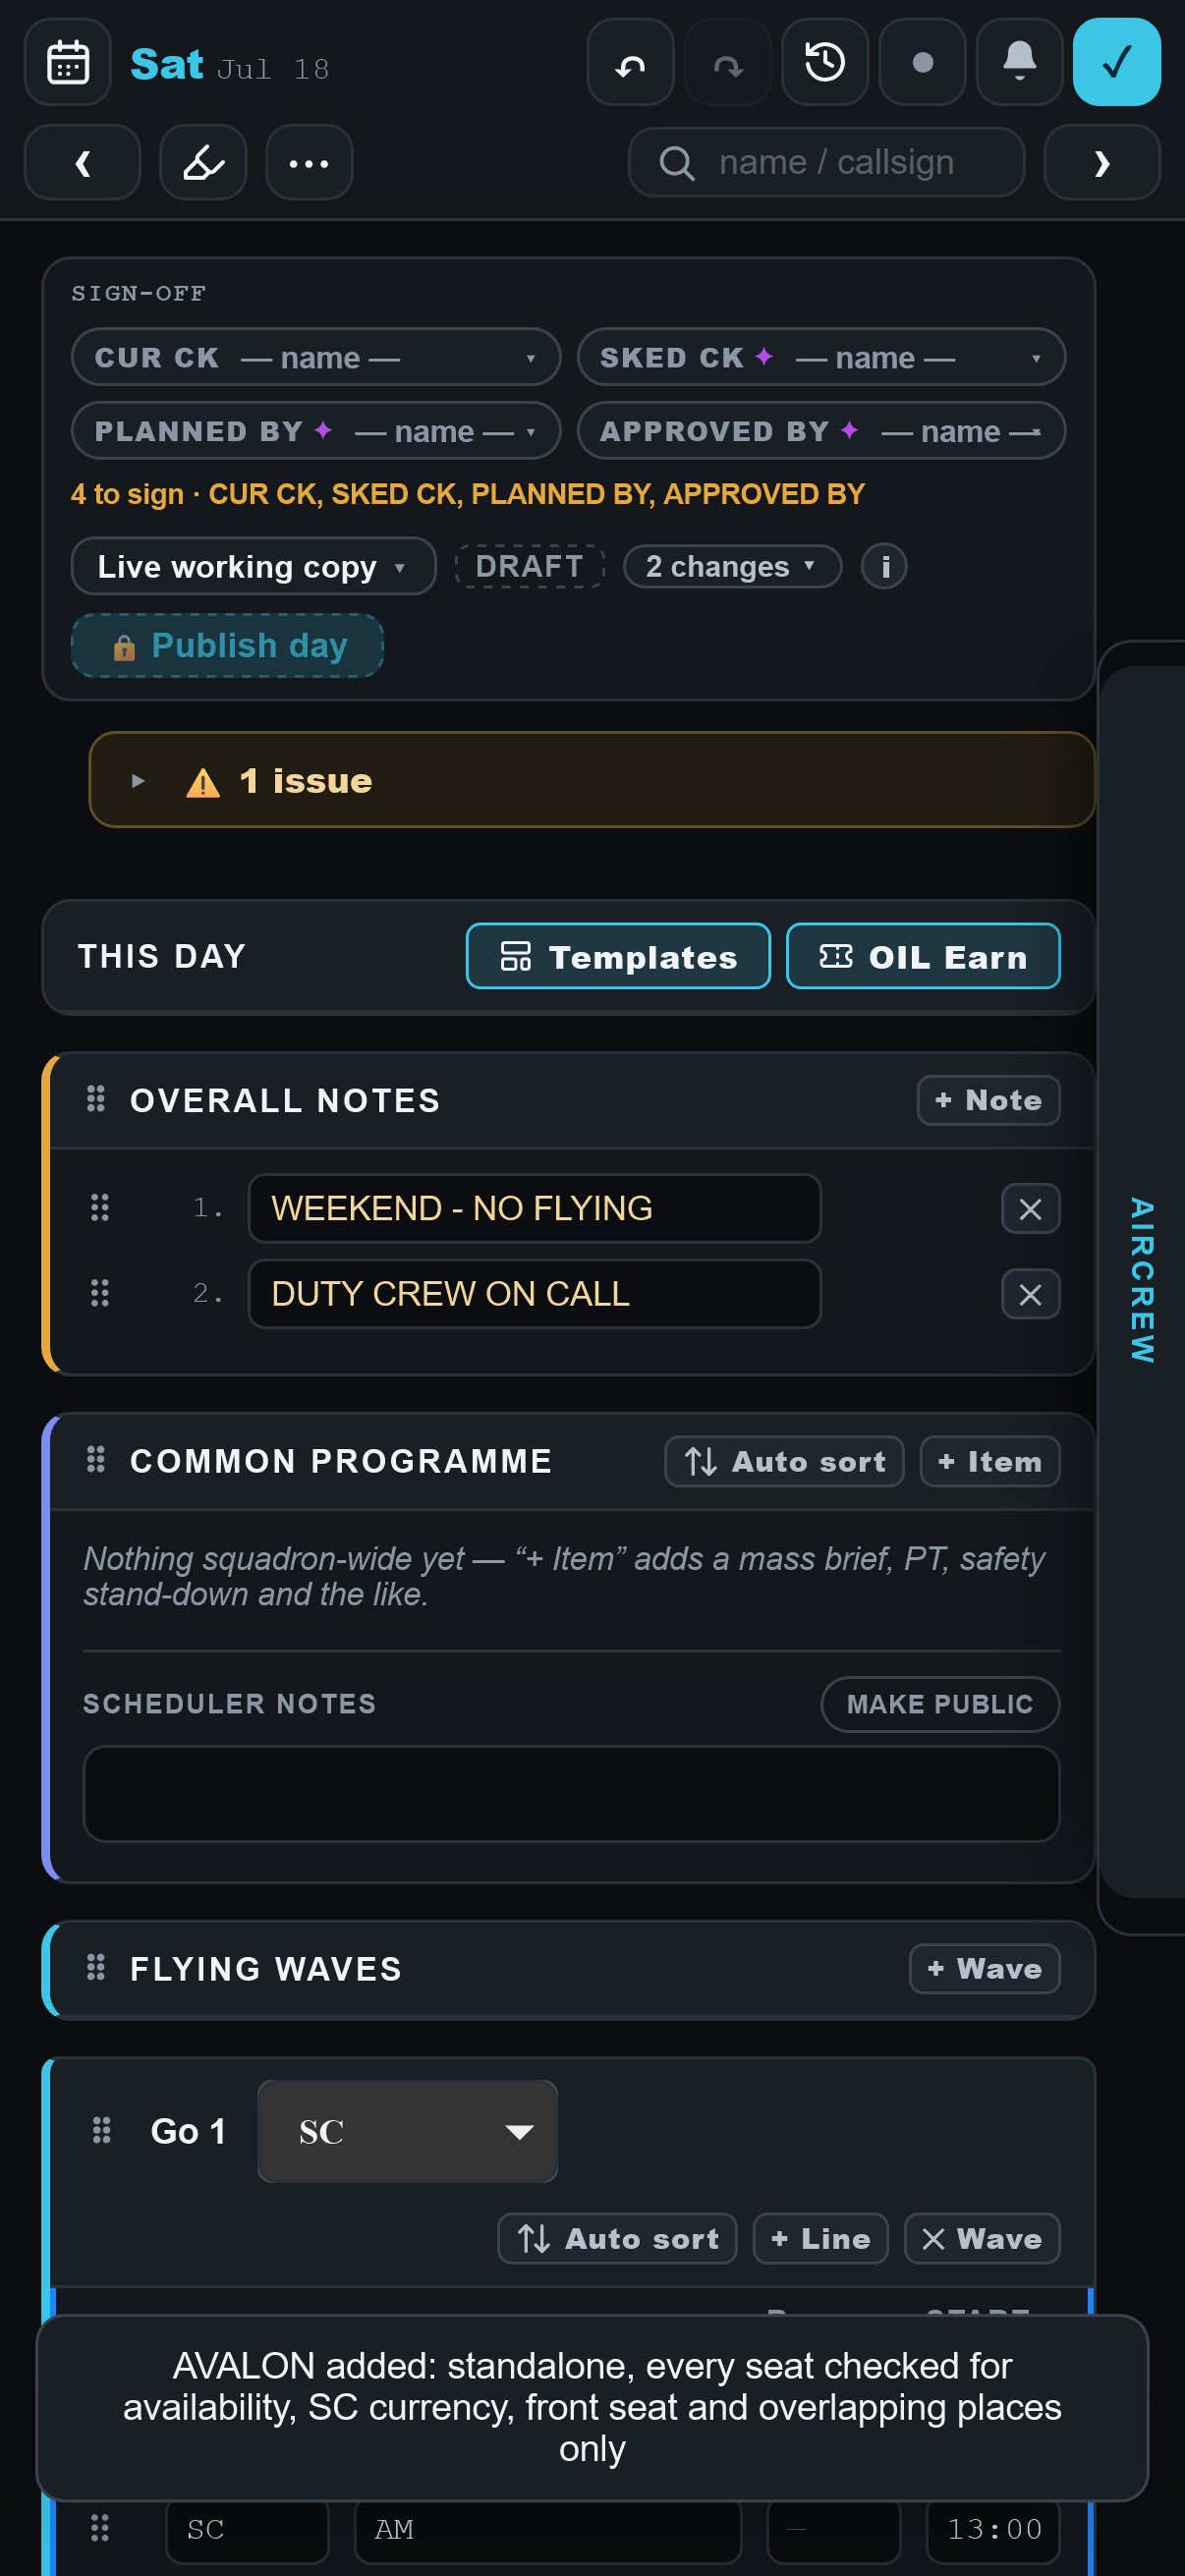 Sat Jul 18
name / callsign
SIGN-OFF
CUR CK — name —
SKED CK — name —
PLANNED BY — name —
APPROVED BY — name —
4 to sign · CUR CK, SKED CK, PLANNED BY, APPROVED BY
Live working copy
DRAFT
2 changes
i
Publish day
1 issue
THIS DAY
Templates
OIL Earn
OVERALL NOTES
+ Note
1. WEEKEND - NO FLYING
2. DUTY CREW ON CALL
AIRCREW
COMMON PROGRAMME
Auto sort
+ Item
Nothing squadron-wide yet — “+ Item” adds a mass brief, PT, safety
stand-down and the like.
SCHEDULER NOTES
MAKE PUBLIC
FLYING WAVES
+ Wave
Go 1
SC
Auto sort
+ Line
Wave
AVALON added: standalone, every seat checked for
availability, SC currency, front seat and overlapping places
only
SC
AM
—
13:00